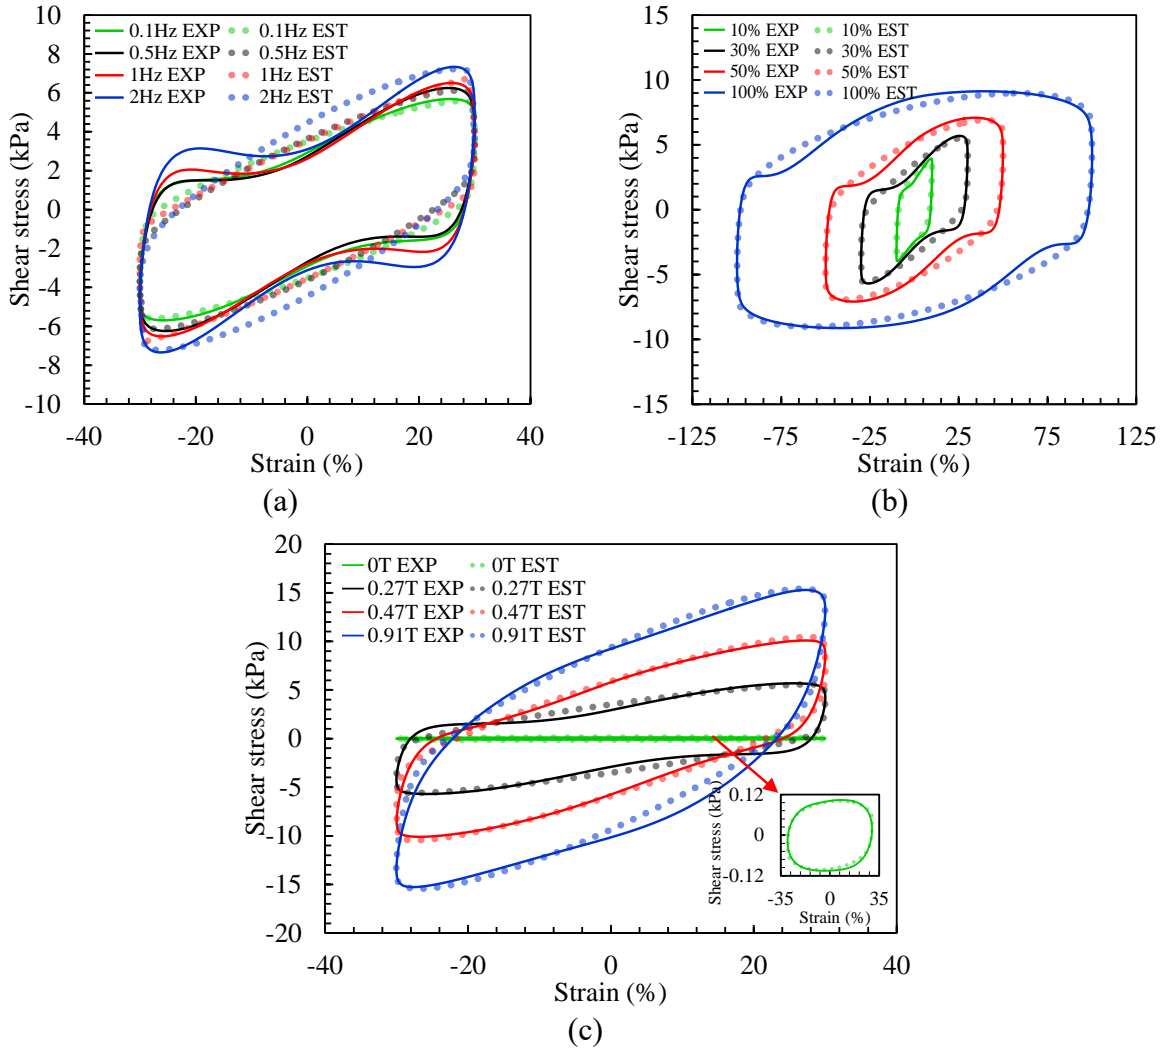 10
8
6
4
2
0
-2
-4
-6
-8
-10
-40
-20
0
20
40
Shear stress (kPa)
Strain (%)
0.1Hz EXP
0.1Hz EST
0.5Hz EXP
0.5Hz EST
1Hz EXP
1Hz EST
2Hz EXP
2Hz EST
(a)
15
10
5
0
-5
-10
-15
-125
-75
-25
25
75
125
Shear stress (kPa)
Strain (%)
10% EXP
10% EST
30% EXP
30% EST
50% EXP
50% EST
100% EXP
100% EST
(b)
20
15
10
5
0
-5
-10
-15
-20
-40
-20
0
20
40
Shear stress (kPa)
Strain (%)
0T EXP
0T EST
0.27T EXP
0.27T EST
0.47T EXP
0.47T EST
0.91T EXP
0.91T EST
0.12
0
-0.12
-35
0
35
Shear stress (kPa)
Strain (%)
(c)